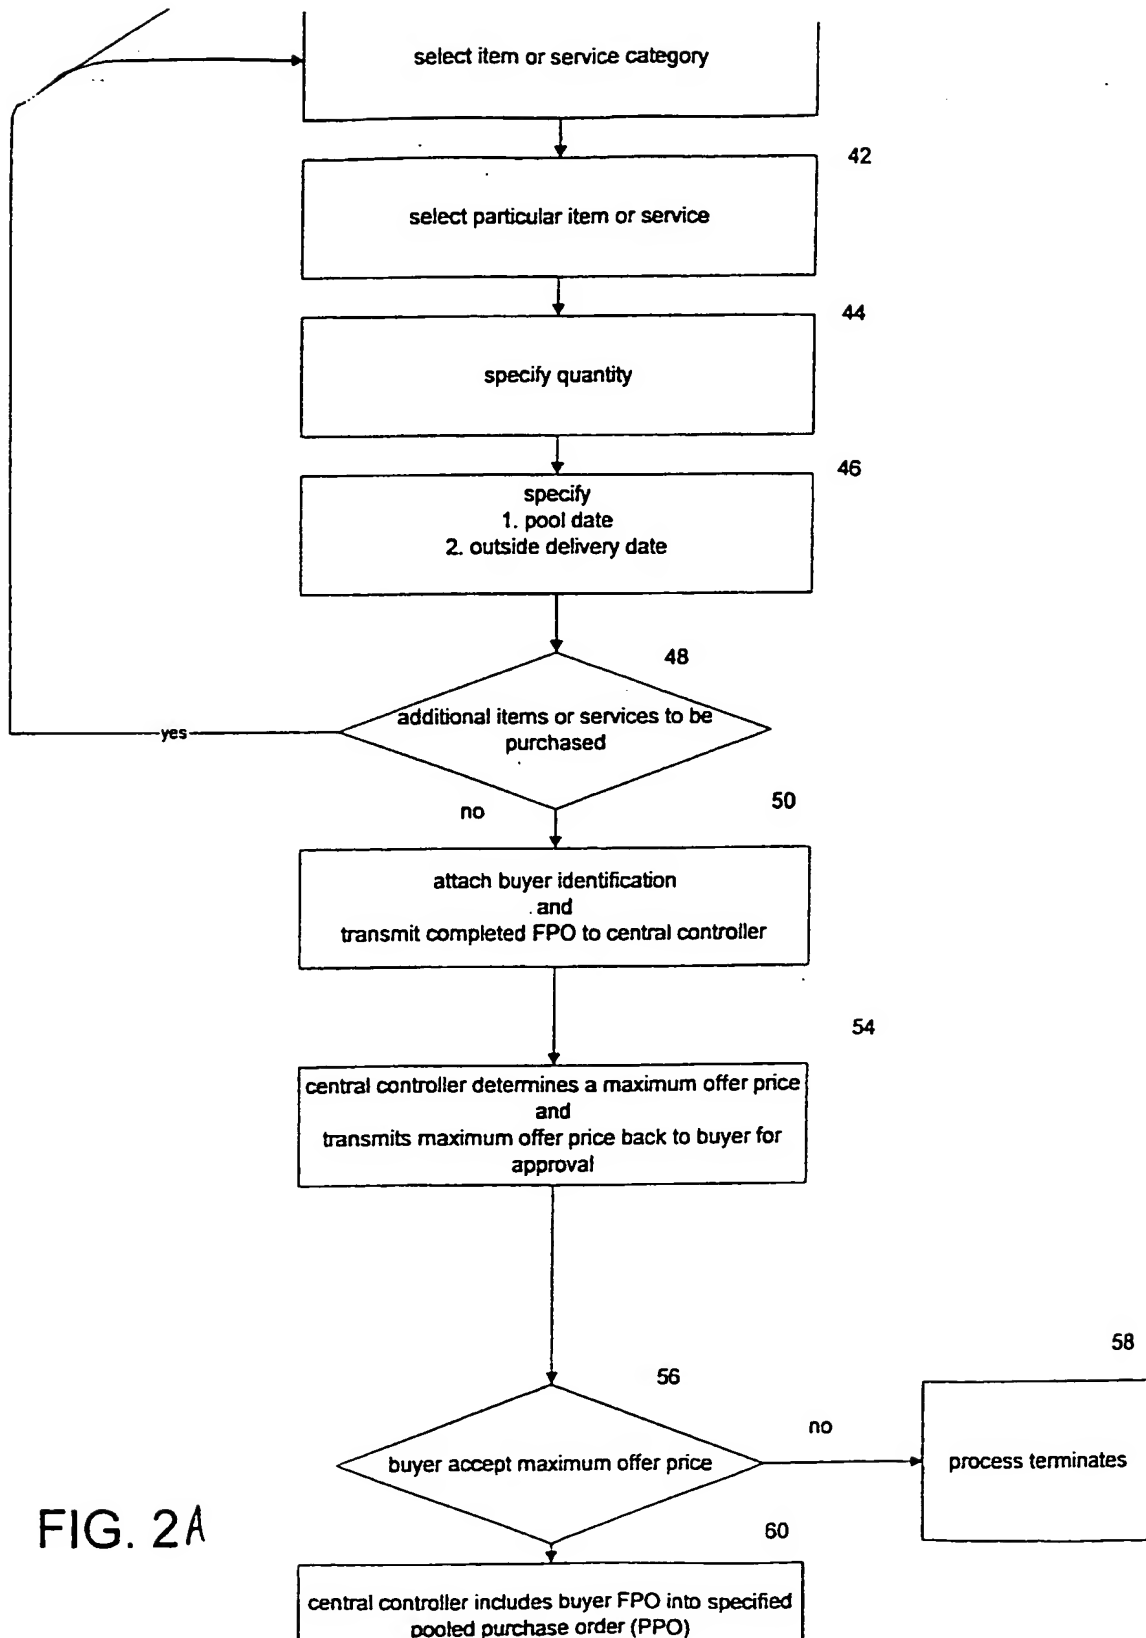 select item or service category
42
select particular item or service
44
specify quantity
46
specify
1. pool date
2. outside delivery date
48
additional items or services to be
purchased
yes
no
50
attach buyer identification
and
transmit completed FPO to central controller
54
central controller determines a maximum offer price
and
transmits maximum offer price back to buyer for
approval
56
58
buyer accept maximum offer price
no
process terminates
FIG. 2A
60
central controller includes buyer FPO into specified
pooled purchase order (PPO)